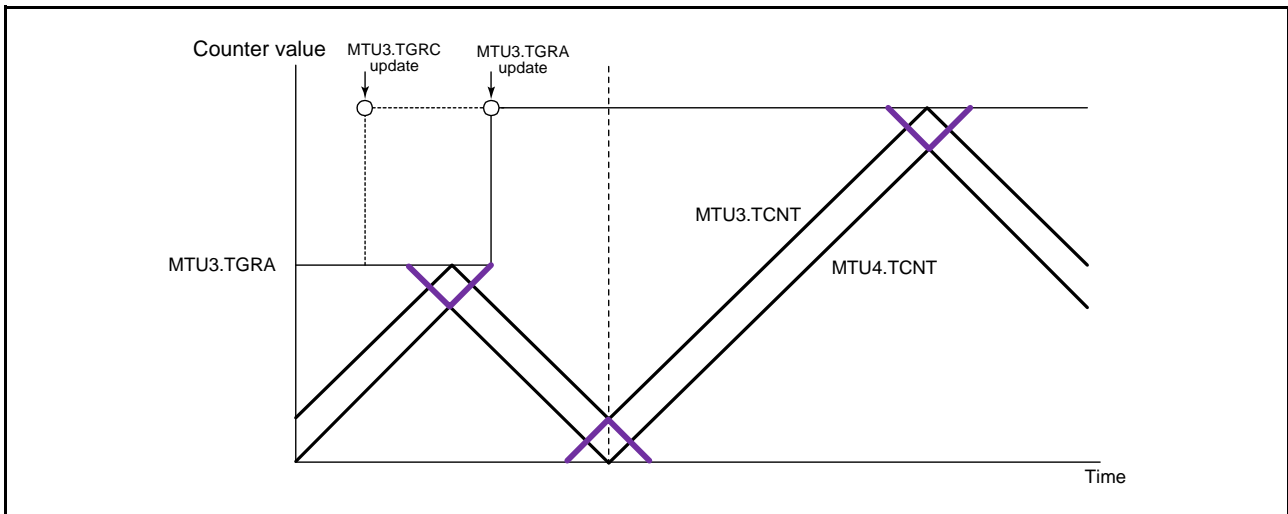 Counter value
MTU3.TGRC
update
MTU3.TGRA
update
MTU3.TCNT
MTU3.TGRA
MTU4.TCNT
Time